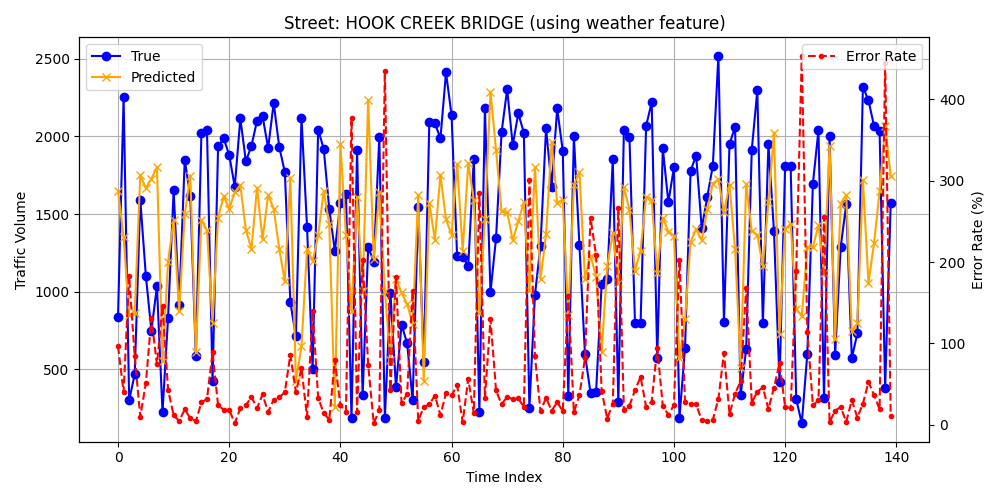 Street: HOOK CREEK BRIDGE (using weather feature)
True
Predicted
Error Rate
Traffic Volume
2500
2000
1500
1000
500
Error Rate (%)
400
300
200
100
0
0 20 40 60 80 100 120 140
Time Index